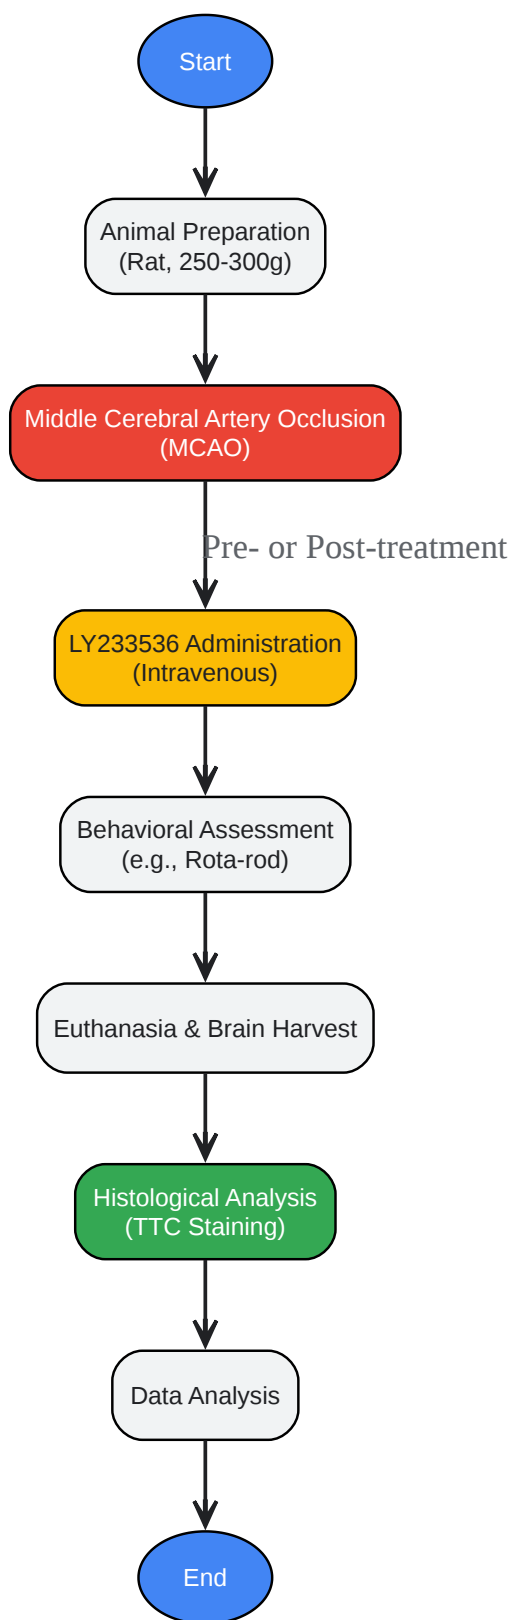 Start
Animal Preparation
(Rat, 250-300g)
Middle Cerebral Artery Occlusion
(MCAO)
Pre- or Post-treatment
LY233536 Administration
(Intravenous)
Behavioral Assessment
(e.g., Rota-rod)
Euthanasia & Brain Harvest
Histological Analysis
(TTC Staining)
Data Analysis
End